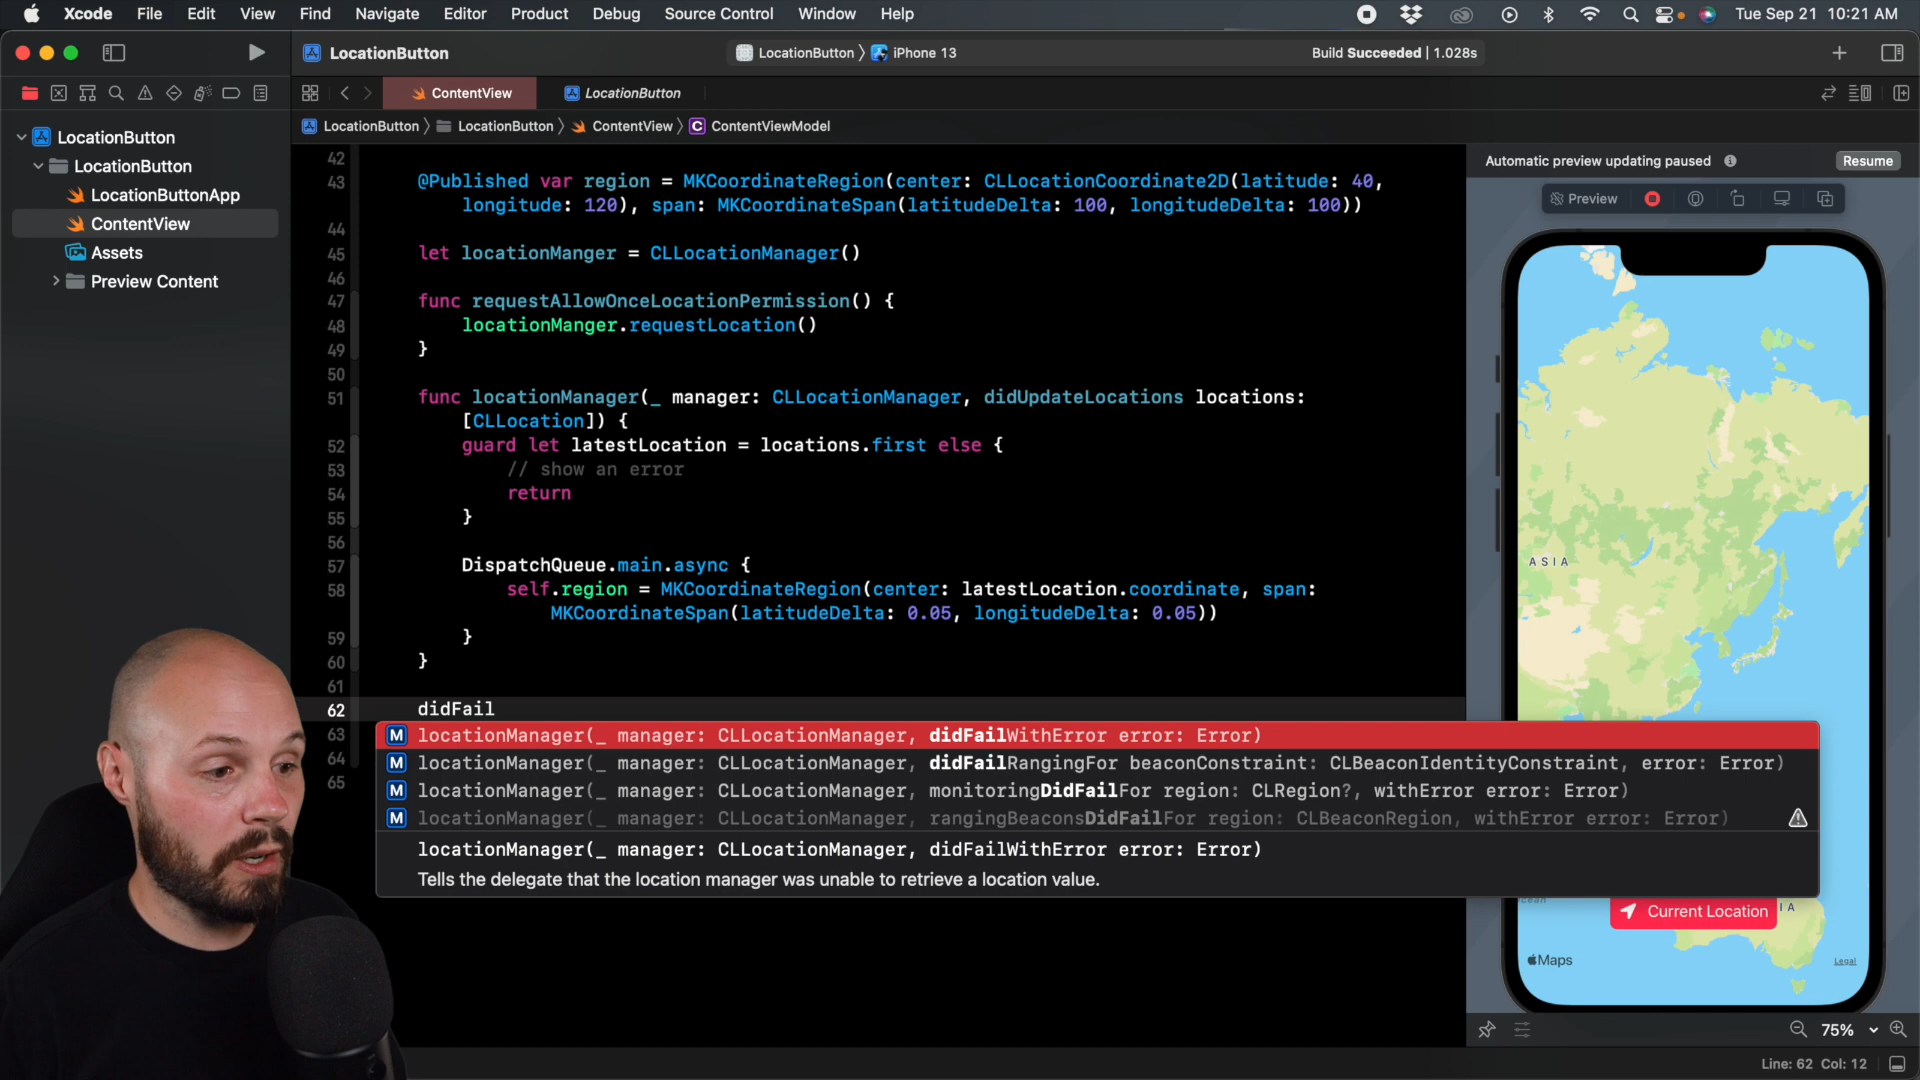 Xcode File Edit View Find Navigate Editor Product Debug Source Control Window Help Tue Sep 21 10:21 AM
LocationButton LocationButton 〉 iPhone 13 Build Succeeded | 1.028s
ContentView LocationButton
LocationButton 〉 LocationButton 〉 ContentView 〉 C ContentViewModel
LocationButton
LocationButton
LocationButtonApp
ContentView
Assets
Preview Content
42
43 @Published var region = MKCoordinateRegion(center: CLLocationCoordinate2D(latitude: 40,
longitude: 120), span: MKCoordinateSpan(latitudeDelta: 100, longitudeDelta: 100))
44
45 let locationManger = CLLocationManager()
46
47 func requestAllowOnceLocationPermission() {
48 locationManger.requestLocation()
49 }
50
51 func locationManager(_ manager: CLLocationManager, didUpdateLocations locations:
[CLLocation]) {
52 guard let latestLocation = locations.first else {
53 // show an error
54 return
55 }
56
57 DispatchQueue.main.async {
58 self.region = MKCoordinateRegion(center: latestLocation.coordinate, span:
MKCoordinateSpan(latitudeDelta: 0.05, longitudeDelta: 0.05))
59 }
60 }
61
62 didFail
63 M locationManager(_ manager: CLLocationManager, didFailWithError error: Error)
64 M locationManager(_ manager: CLLocationManager, didFailRangingFor beaconConstraint: CLBeaconIdentityConstraint, error: Error)
65 M locationManager(_ manager: CLLocationManager, monitoringDidFailFor region: CLRegion?, withError error: Error)
M locationManager(_ manager: CLLocationManager, rangingBeaconsDidFailFor region: CLBeaconRegion, withError error: Error)
locationManager(_ manager: CLLocationManager, didFailWithError error: Error)
Tells the delegate that the location manager was unable to retrieve a location value.
Automatic preview updating paused Resume
Preview
ASIA
Current Location
Maps Legal
75%
Line: 62 Col: 12